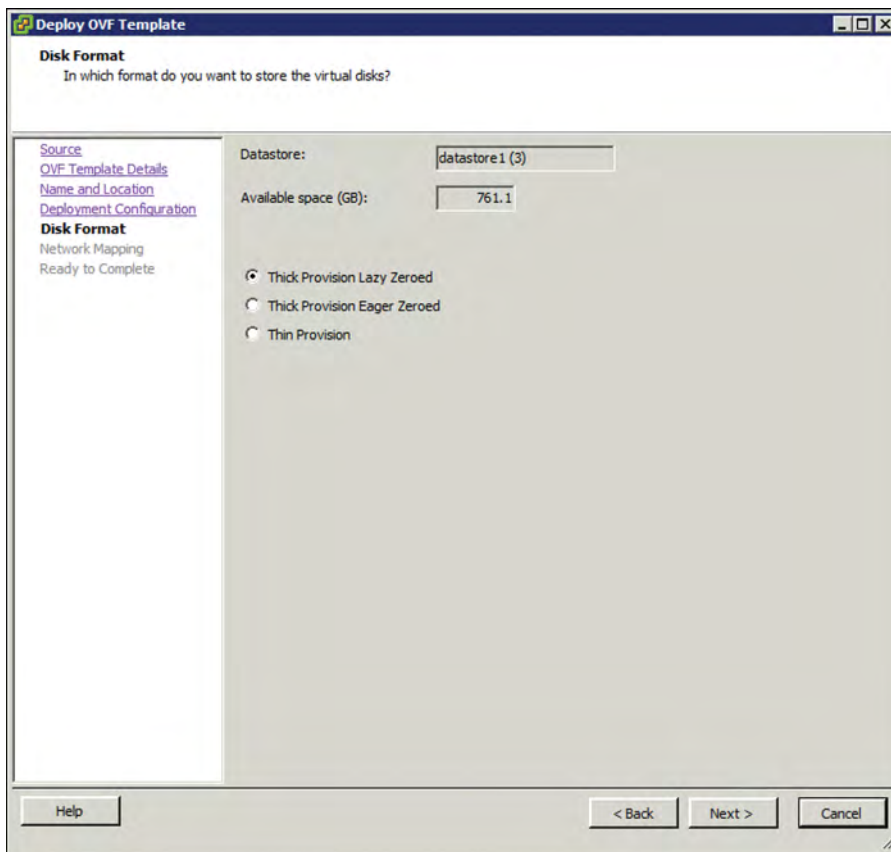 Deploy OVF Template
Disk Format
In which format do you want to store the virtual disks?
Source
OVF Template Details
Name and Location
Deployment Configuration
Disk Format
Network Mapping
Ready to Complete
Datastore:
datastore1 (3)
Available space (GB):
761.1
Thick Provision Lazy Zeroed
Thick Provision Eager Zeroed
Thin Provision
Help
< Back
Next >
Cancel